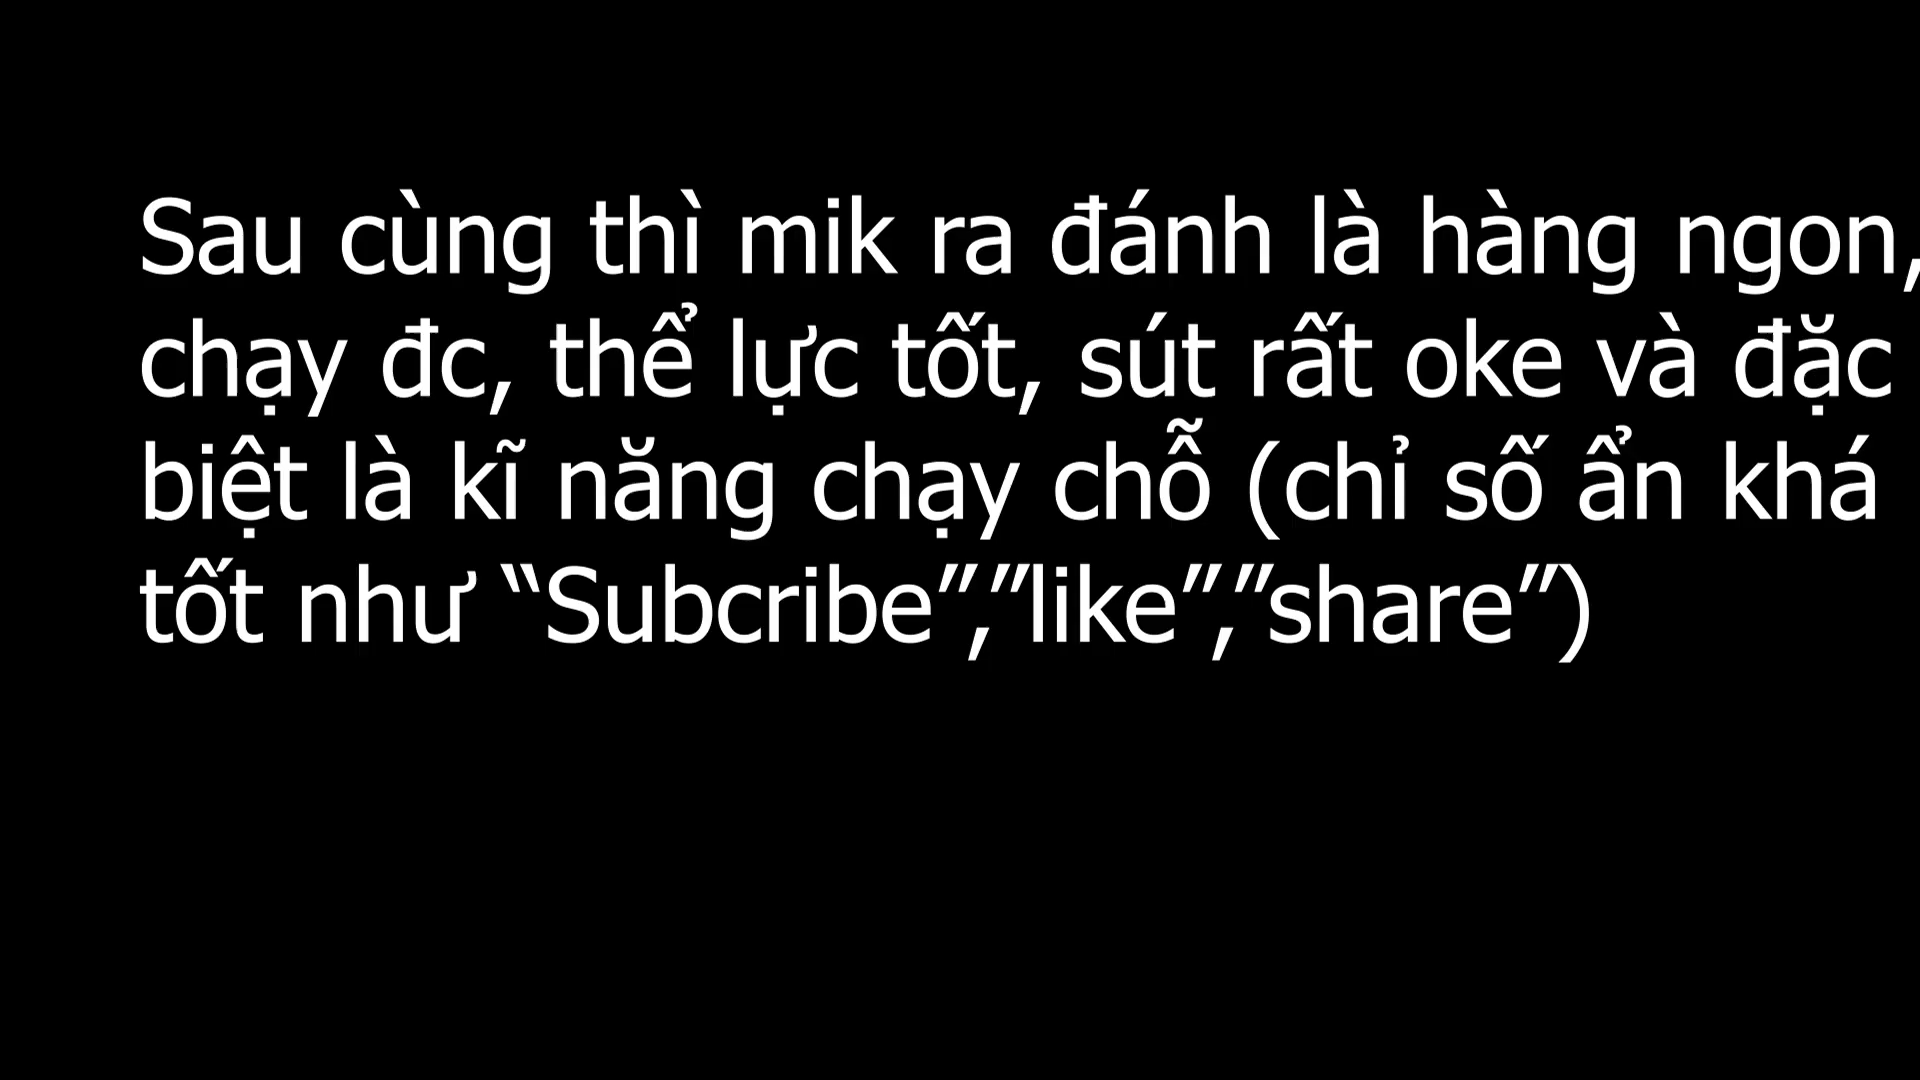 Sau cùng thì mik ra đánh là hàng ngon,
chạy đc, thể lực tốt, sút rất oke và đặc
biệt là kĩ năng chạy chỗ (chỉ số ẩn khá
tốt như “Subcribe”,”like”,”share”)